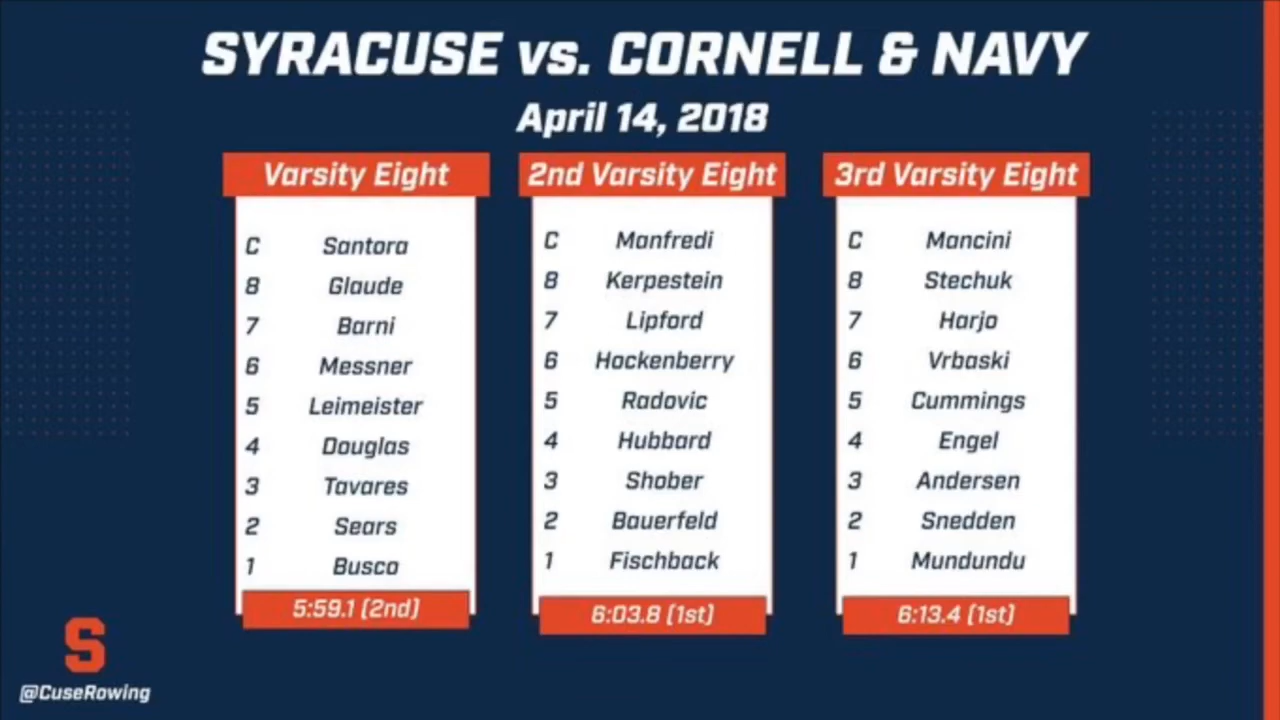 SYRACUSE vs. CORNELL & NAVY
April 14, 2018
Varsity Eight
C Santora
8 Glaude
7 Barni
6 Messner
5 Leimeister
4 Douglas
3 Tavares
2 Sears
1 Busco
5:59.1 (2nd)
2nd Varsity Eight
C Manfredi
8 Kerpestein
7 Lipford
6 Hockenberry
5 Radovic
4 Hubbard
3 Shober
2 Bauerfeld
1 Fischback
6:03.8 (1st)
3rd Varsity Eight
C Mancini
8 Stechuk
7 Harjo
6 Vrbaski
5 Cummings
4 Engel
3 Andersen
2 Snedden
1 Mundundu
6:13.4 (1st)
S
@CuseRowing